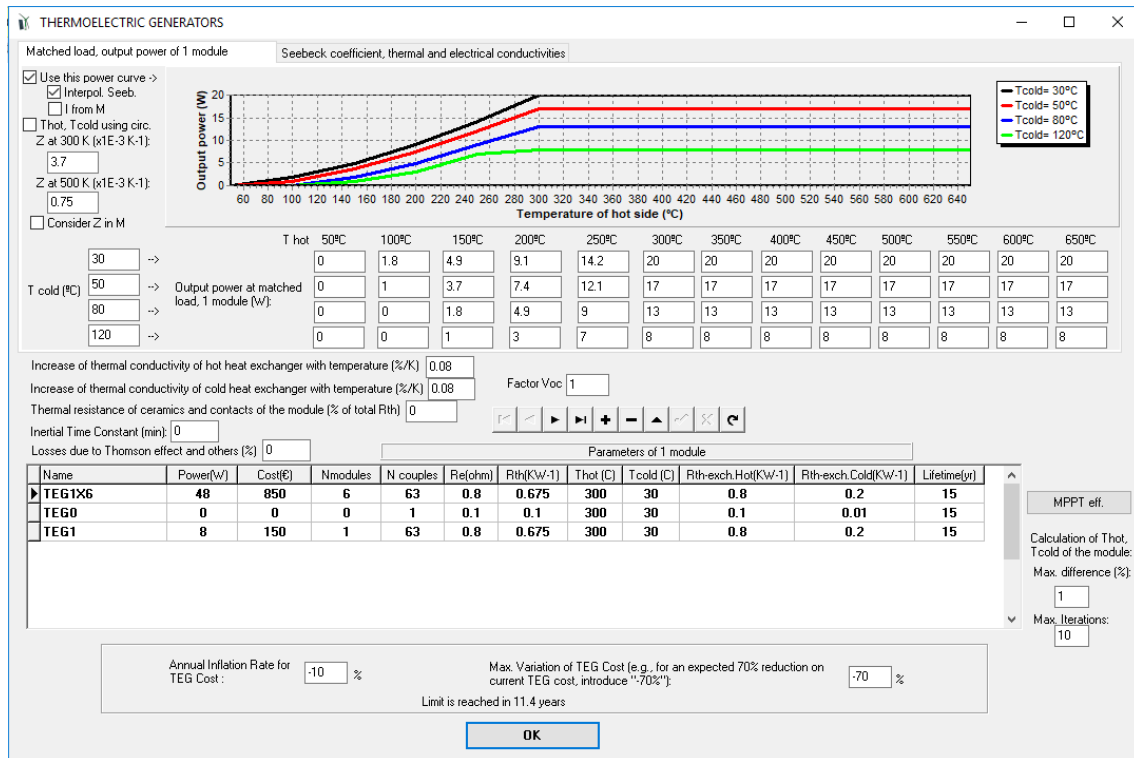 THERMOELECTRIC GENERATORS
Matched load, output power of 1 module
Seebeck coefficient, thermal and electrical conductivities
Use this power curve ->
Interpol. Seeb.
I from M
Thot, Tcold using circ.
Z at 300 K (x1E-3 K-1):
3.7
Z at 500 K (x1E-3 K-1):
0.75
Consider Z in M
Output power (W)
20
15
10
5
0
60 80 100 120 140 160 180 200 220 240 260 280 300 320 340 360 380 400 420 440 460 480 500 520 540 560 580 600 620 640
Temperature of hot side (ºC)
Tcold= 30ºC
Tcold= 50ºC
Tcold= 80ºC
Tcold= 120ºC
T hot 50ºC 100ºC 150ºC 200ºC 250ºC 300ºC 350ºC 400ºC 450ºC 500ºC 550ºC 600ºC 650ºC
T cold (ºC)
Output power at matched
load, 1 module (W):
30 --> 0 1.8 4.9 9.1 14.2 20 20 20 20 20 20 20 20
50 --> 0 1 3.7 7.4 12.1 17 17 17 17 17 17 17 17
80 --> 0 0 1.8 4.9 9 13 13 13 13 13 13 13 13
120 --> 0 0 1 3 7 8 8 8 8 8 8 8 8
Increase of thermal conductivity of hot heat exchanger with temperature (%/K) 0.08
Increase of thermal conductivity of cold heat exchanger with temperature (%/K) 0.08
Factor Voc 1
Thermal resistance of ceramics and contacts of the module (% of total Rth) 0
Inertial Time Constant (min): 0
Losses due to Thomson effect and others (%) 0
Parameters of 1 module
Name Power(W) Cost(€) Nmodules N couples Re(ohm) Rth(KW-1) Thot (C) Tcold (C) Rth-exch.Hot(KW-1) Rth-exch.Cold(KW-1) Lifetime(yr)
TEG1X6 48 850 6 63 0.8 0.675 300 30 0.8 0.2 15
TEG0 0 0 0 1 0.1 0.1 300 30 0.1 0.01 15
TEG1 8 150 1 63 0.8 0.675 300 30 0.8 0.2 15
MPPT eff.
Calculation of Thot,
Tcold of the module:
Max. difference (%):
1
Max. Iterations:
10
Annual Inflation Rate for
TEG Cost :
-10 %
Max. Variation of TEG Cost (e.g., for an expected 70% reduction on
current TEG cost, introduce "-70%"):
-70 %
Limit is reached in 11.4 years
OK